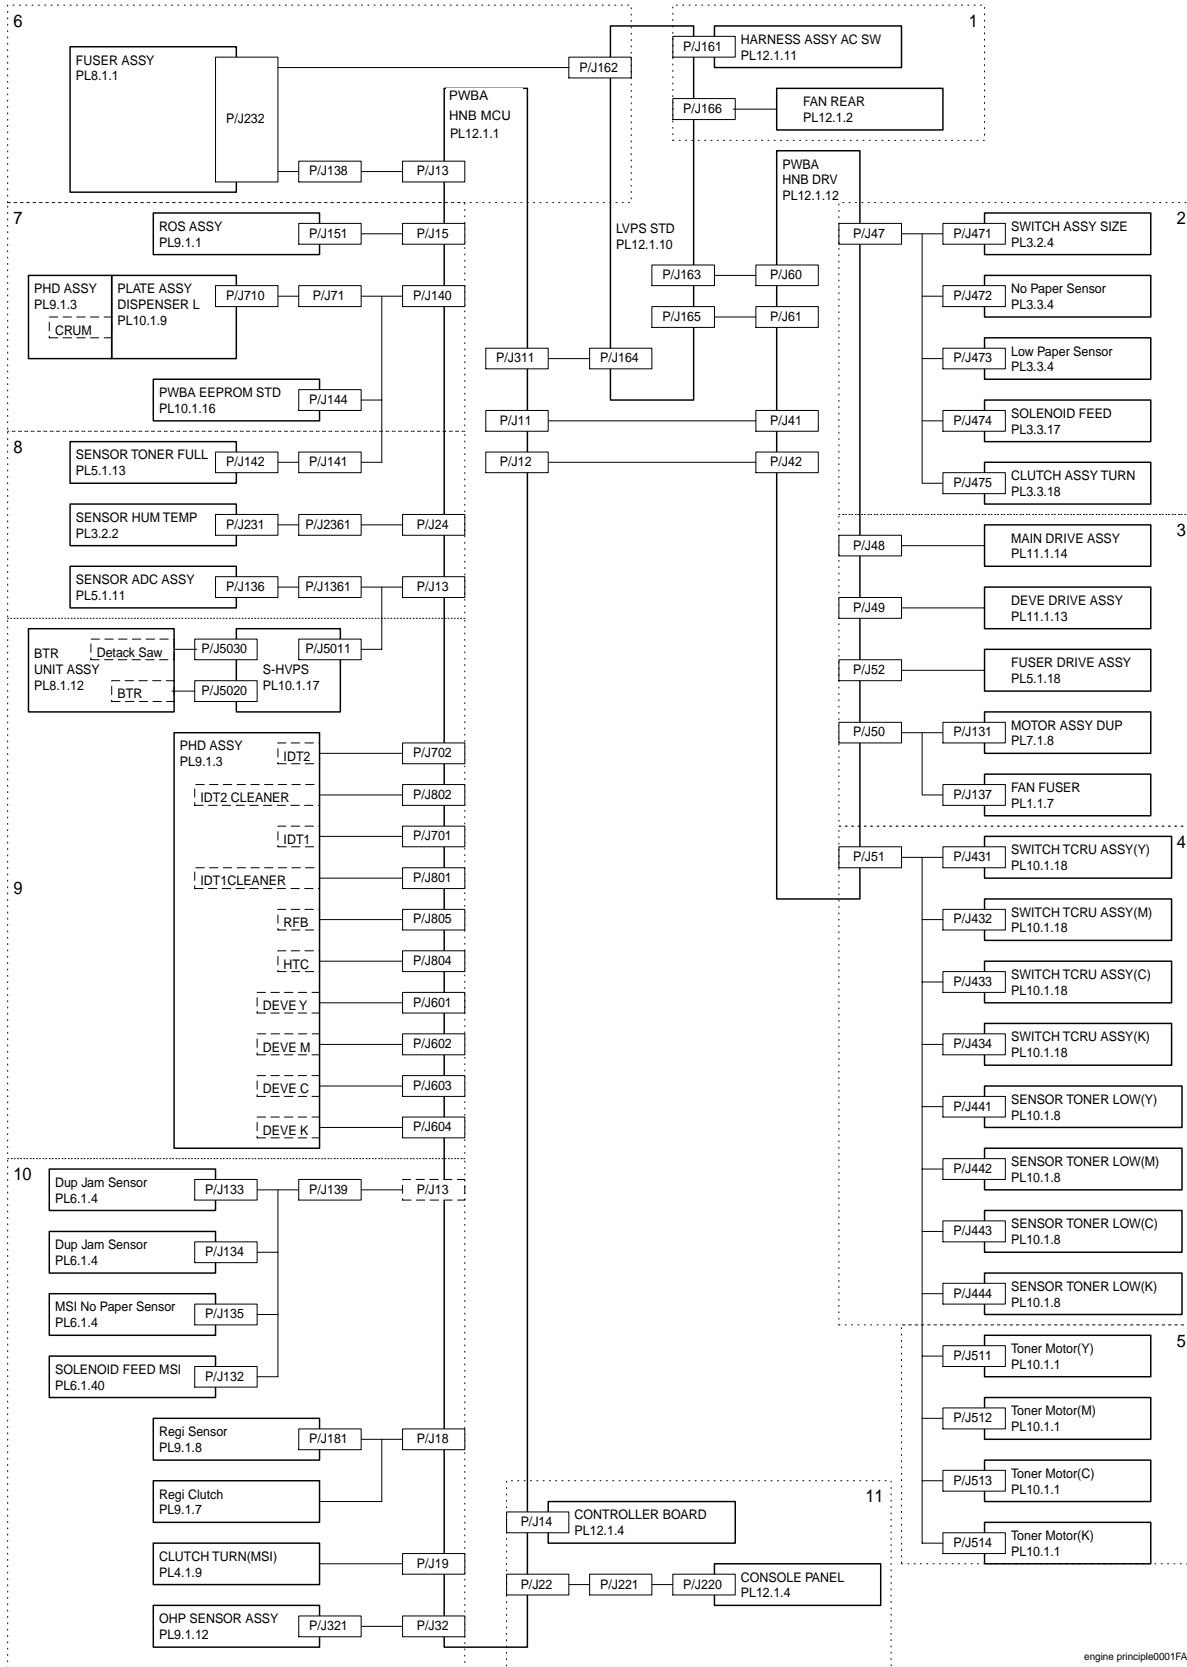 6
FUSER ASSY
PL8.1.1
P/J232
P/J162
P/J138
P/J13
PWBA
HNB MCU
PL12.1.1
1
P/J161
HARNESS ASSY AC SW
PL12.1.11
P/J166
FAN REAR
PL12.1.2
LVPS STD
PL12.1.10
P/J163
P/J60
P/J165
P/J61
P/J311
P/J164
P/J11
P/J41
P/J12
P/J42
PWBA
HNB DRV
PL12.1.12
7
ROS ASSY
PL9.1.1
P/J151
P/J15
PHD ASSY
PL9.1.3
CRUM
PLATE ASSY
DISPENSER L
PL10.1.9
P/J710
P/J71
P/J140
PWBA EEPROM STD
PL10.1.16
P/J144
8
SENSOR TONER FULL
PL5.1.13
P/J142
P/J141
SENSOR HUM TEMP
PL3.2.2
P/J231
P/J2361
P/J24
SENSOR ADC ASSY
PL5.1.11
P/J136
P/J1361
P/J13
9
BTR
UNIT ASSY
PL8.1.12
Detack Saw
BTR
P/J5030
P/J5020
S-HVPS
PL10.1.17
P/J5011
PHD ASSY
PL9.1.3
IDT2
P/J702
IDT2 CLEANER
P/J802
IDT1
P/J701
IDT1CLEANER
P/J801
RFB
P/J805
HTC
P/J804
DEVE Y
P/J601
DEVE M
P/J602
DEVE C
P/J603
DEVE K
P/J604
10
Dup Jam Sensor
PL6.1.4
P/J133
P/J139
P/J13
Dup Jam Sensor
PL6.1.4
P/J134
MSI No Paper Sensor
PL6.1.4
P/J135
SOLENOID FEED MSI
PL6.1.40
P/J132
Regi Sensor
PL9.1.8
P/J181
P/J18
Regi Clutch
PL9.1.7
CLUTCH TURN(MSI)
PL4.1.9
P/J19
OHP SENSOR ASSY
PL9.1.12
P/J321
P/J32
2
P/J47
P/J471
SWITCH ASSY SIZE
PL3.2.4
P/J472
No Paper Sensor
PL3.3.4
P/J473
Low Paper Sensor
PL3.3.4
P/J474
SOLENOID FEED
PL3.3.17
P/J475
CLUTCH ASSY TURN
PL3.3.18
3
P/J48
MAIN DRIVE ASSY
PL11.1.14
P/J49
DEVE DRIVE ASSY
PL11.1.13
P/J52
FUSER DRIVE ASSY
PL5.1.18
P/J50
P/J131
MOTOR ASSY DUP
PL7.1.8
P/J137
FAN FUSER
PL1.1.7
4
P/J51
P/J431
SWITCH TCRU ASSY(Y)
PL10.1.18
P/J432
SWITCH TCRU ASSY(M)
PL10.1.18
P/J433
SWITCH TCRU ASSY(C)
PL10.1.18
P/J434
SWITCH TCRU ASSY(K)
PL10.1.18
P/J441
SENSOR TONER LOW(Y)
PL10.1.8
P/J442
SENSOR TONER LOW(M)
PL10.1.8
P/J443
SENSOR TONER LOW(C)
PL10.1.8
P/J444
SENSOR TONER LOW(K)
PL10.1.8
5
P/J511
Toner Motor(Y)
PL10.1.1
P/J512
Toner Motor(M)
PL10.1.1
P/J513
Toner Motor(C)
PL10.1.1
P/J514
Toner Motor(K)
PL10.1.1
11
P/J14
CONTROLLER BOARD
PL12.1.4
P/J22
P/J221
P/J220
CONSOLE PANEL
PL12.1.4
engine principle0001FA